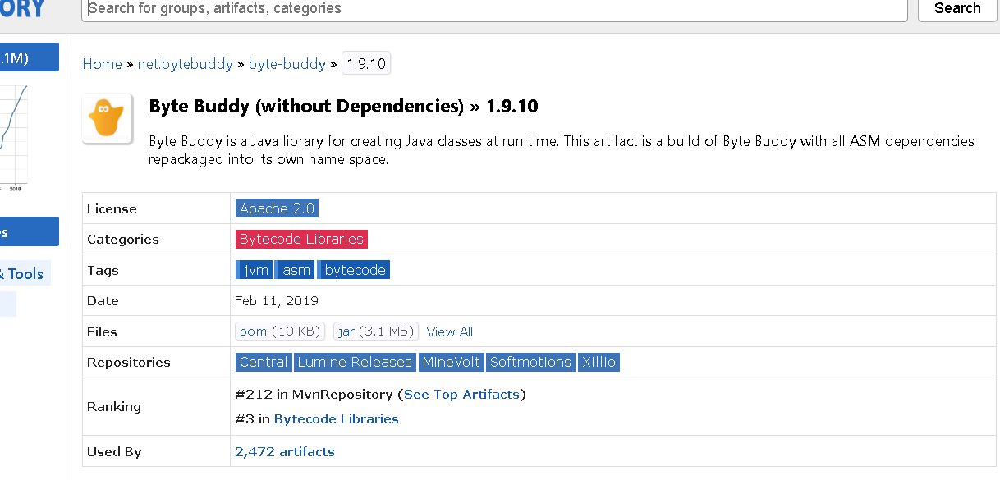 ORY
Search for groups, artifacts, categories
Search
.1M)
Home » net.bytebuddy » byte-buddy » 1.9.10
Byte Buddy (without Dependencies) » 1.9.10
Byte Buddy is a Java library for creating Java classes at run time. This artifact is a build of Byte Buddy with all ASM dependencies
repackaged into its own name space.
2018
License Apache 2.0
s
Categories Bytecode Libraries
& Tools
Tags jvm asm bytecode
Date Feb 11, 2019
Files pom (10 KB) jar (3.1 MB) View All
Repositories Central Lumine Releases MineVolt Softmotions Xillio
Ranking #212 in MvnRepository (See Top Artifacts)
#3 in Bytecode Libraries
Used By 2,472 artifacts